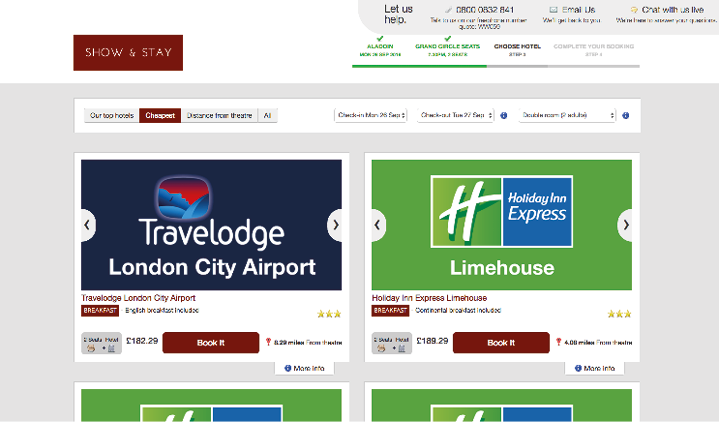 Let us help.
0800 0832 841
Talk to us on our freefone number
quote: WW059
Email Us
We'll get back to you
Chat with us live
We're here to answer your questions.
SHOW & STAY
ALADDIN
MON 26 SEP 2016
GRAND CIRCLE SEATS
7:30PM, 2 SEATS
CHOOSE HOTEL
STEP 3
COMPLETE YOUR BOOKING
STEP 4
Our top hotels
Cheapest
Distance from theatre
All
Check-in Mon 26 Sep
Check-out Tue 27 Sep
Double room (2 adults)
Travelodge
London City Airport
Travelodge London City Airport
BREAKFAST : English breakfast included
2 Seats + Hotel
£182.29
Book It
8.29 miles From theatre
More Info
Holiday Inn
Express
Limehouse
Holiday Inn Express Limehouse
BREAKFAST : Continental breakfast included
2 Seats + Hotel
£189.29
Book It
4.08 miles From theatre
More Info